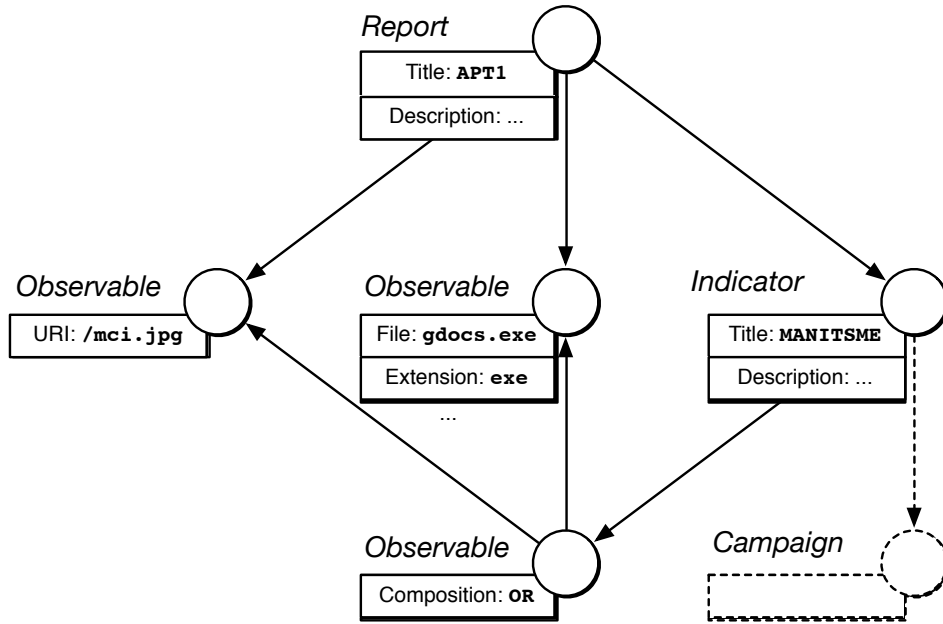 Report
Title: APT1
Description: ...
Observable
URI: /mci.jpg
Observable
File: gdocs.exe
Extension: exe
...
Indicator
Title: MANITSME
Description: ...
Observable
Composition: OR
Campaign